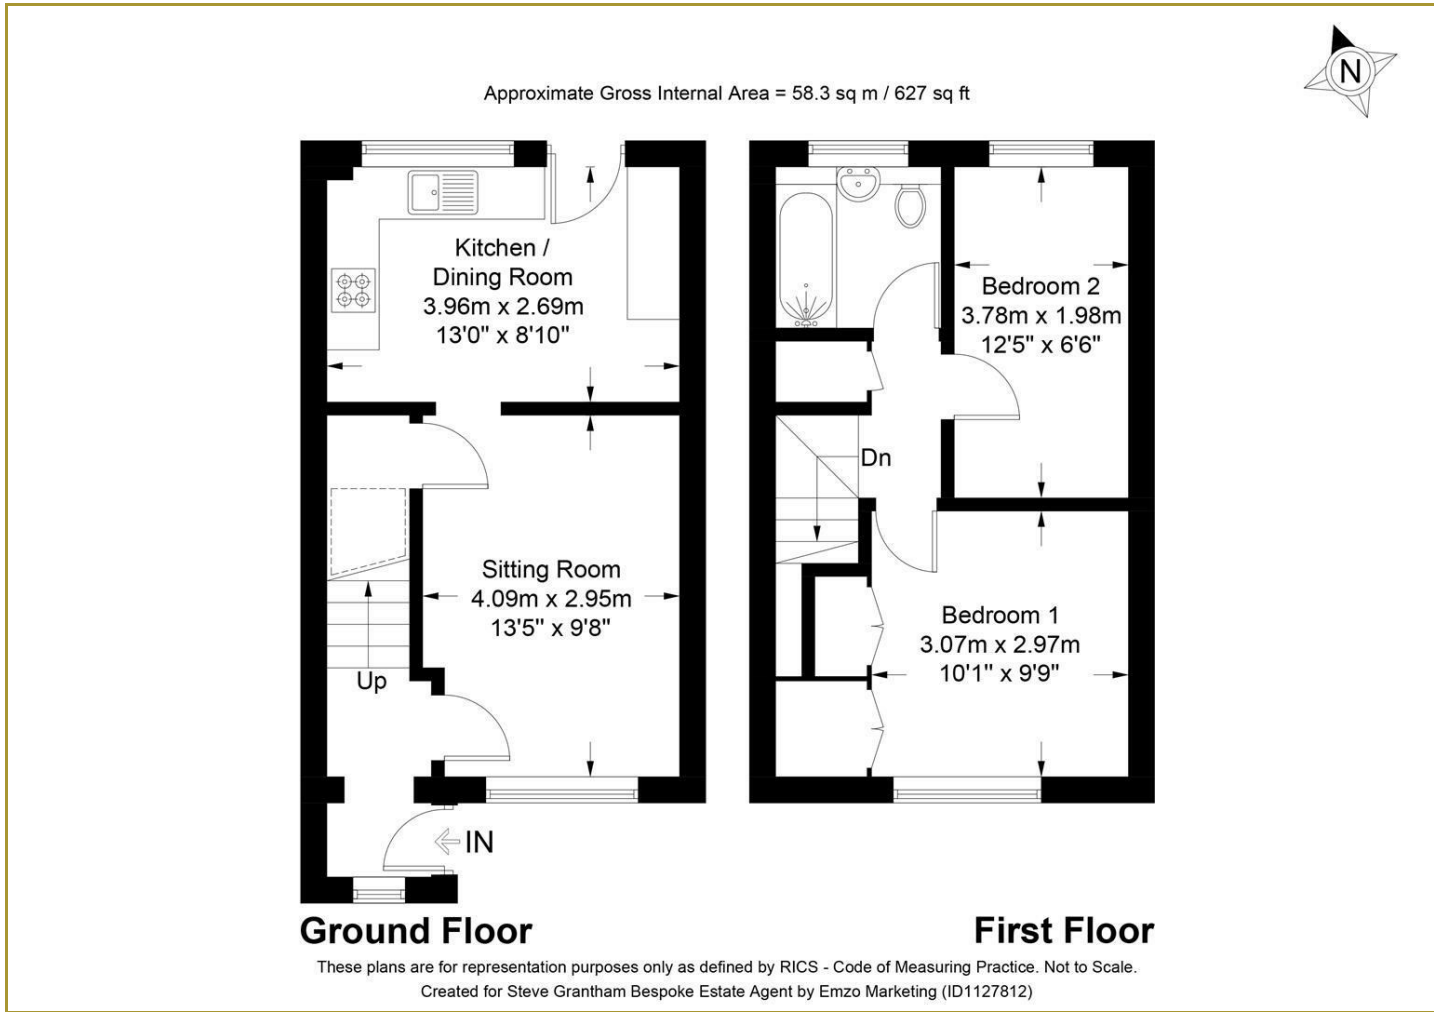 N
Approximate Gross Internal Area = 58.3 sq m / 627 sq ft
Kitchen /
Dining Room
3.96m x 2.69m
13'0" x 8'10"
Sitting Room
4.09m x 2.95m
13'5" x 9'8"
Up
IN
Ground Floor
Bedroom 2
3.78m x 1.98m
12'5" x 6'6"
Dn
Bedroom 1
3.07m x 2.97m
10'1" x 9'9"
First Floor
These plans are for representation purposes only as defined by RICS - Code of Measuring Practice. Not to Scale.
Created for Steve Grantham Bespoke Estate Agent by Emzo Marketing (ID1127812)